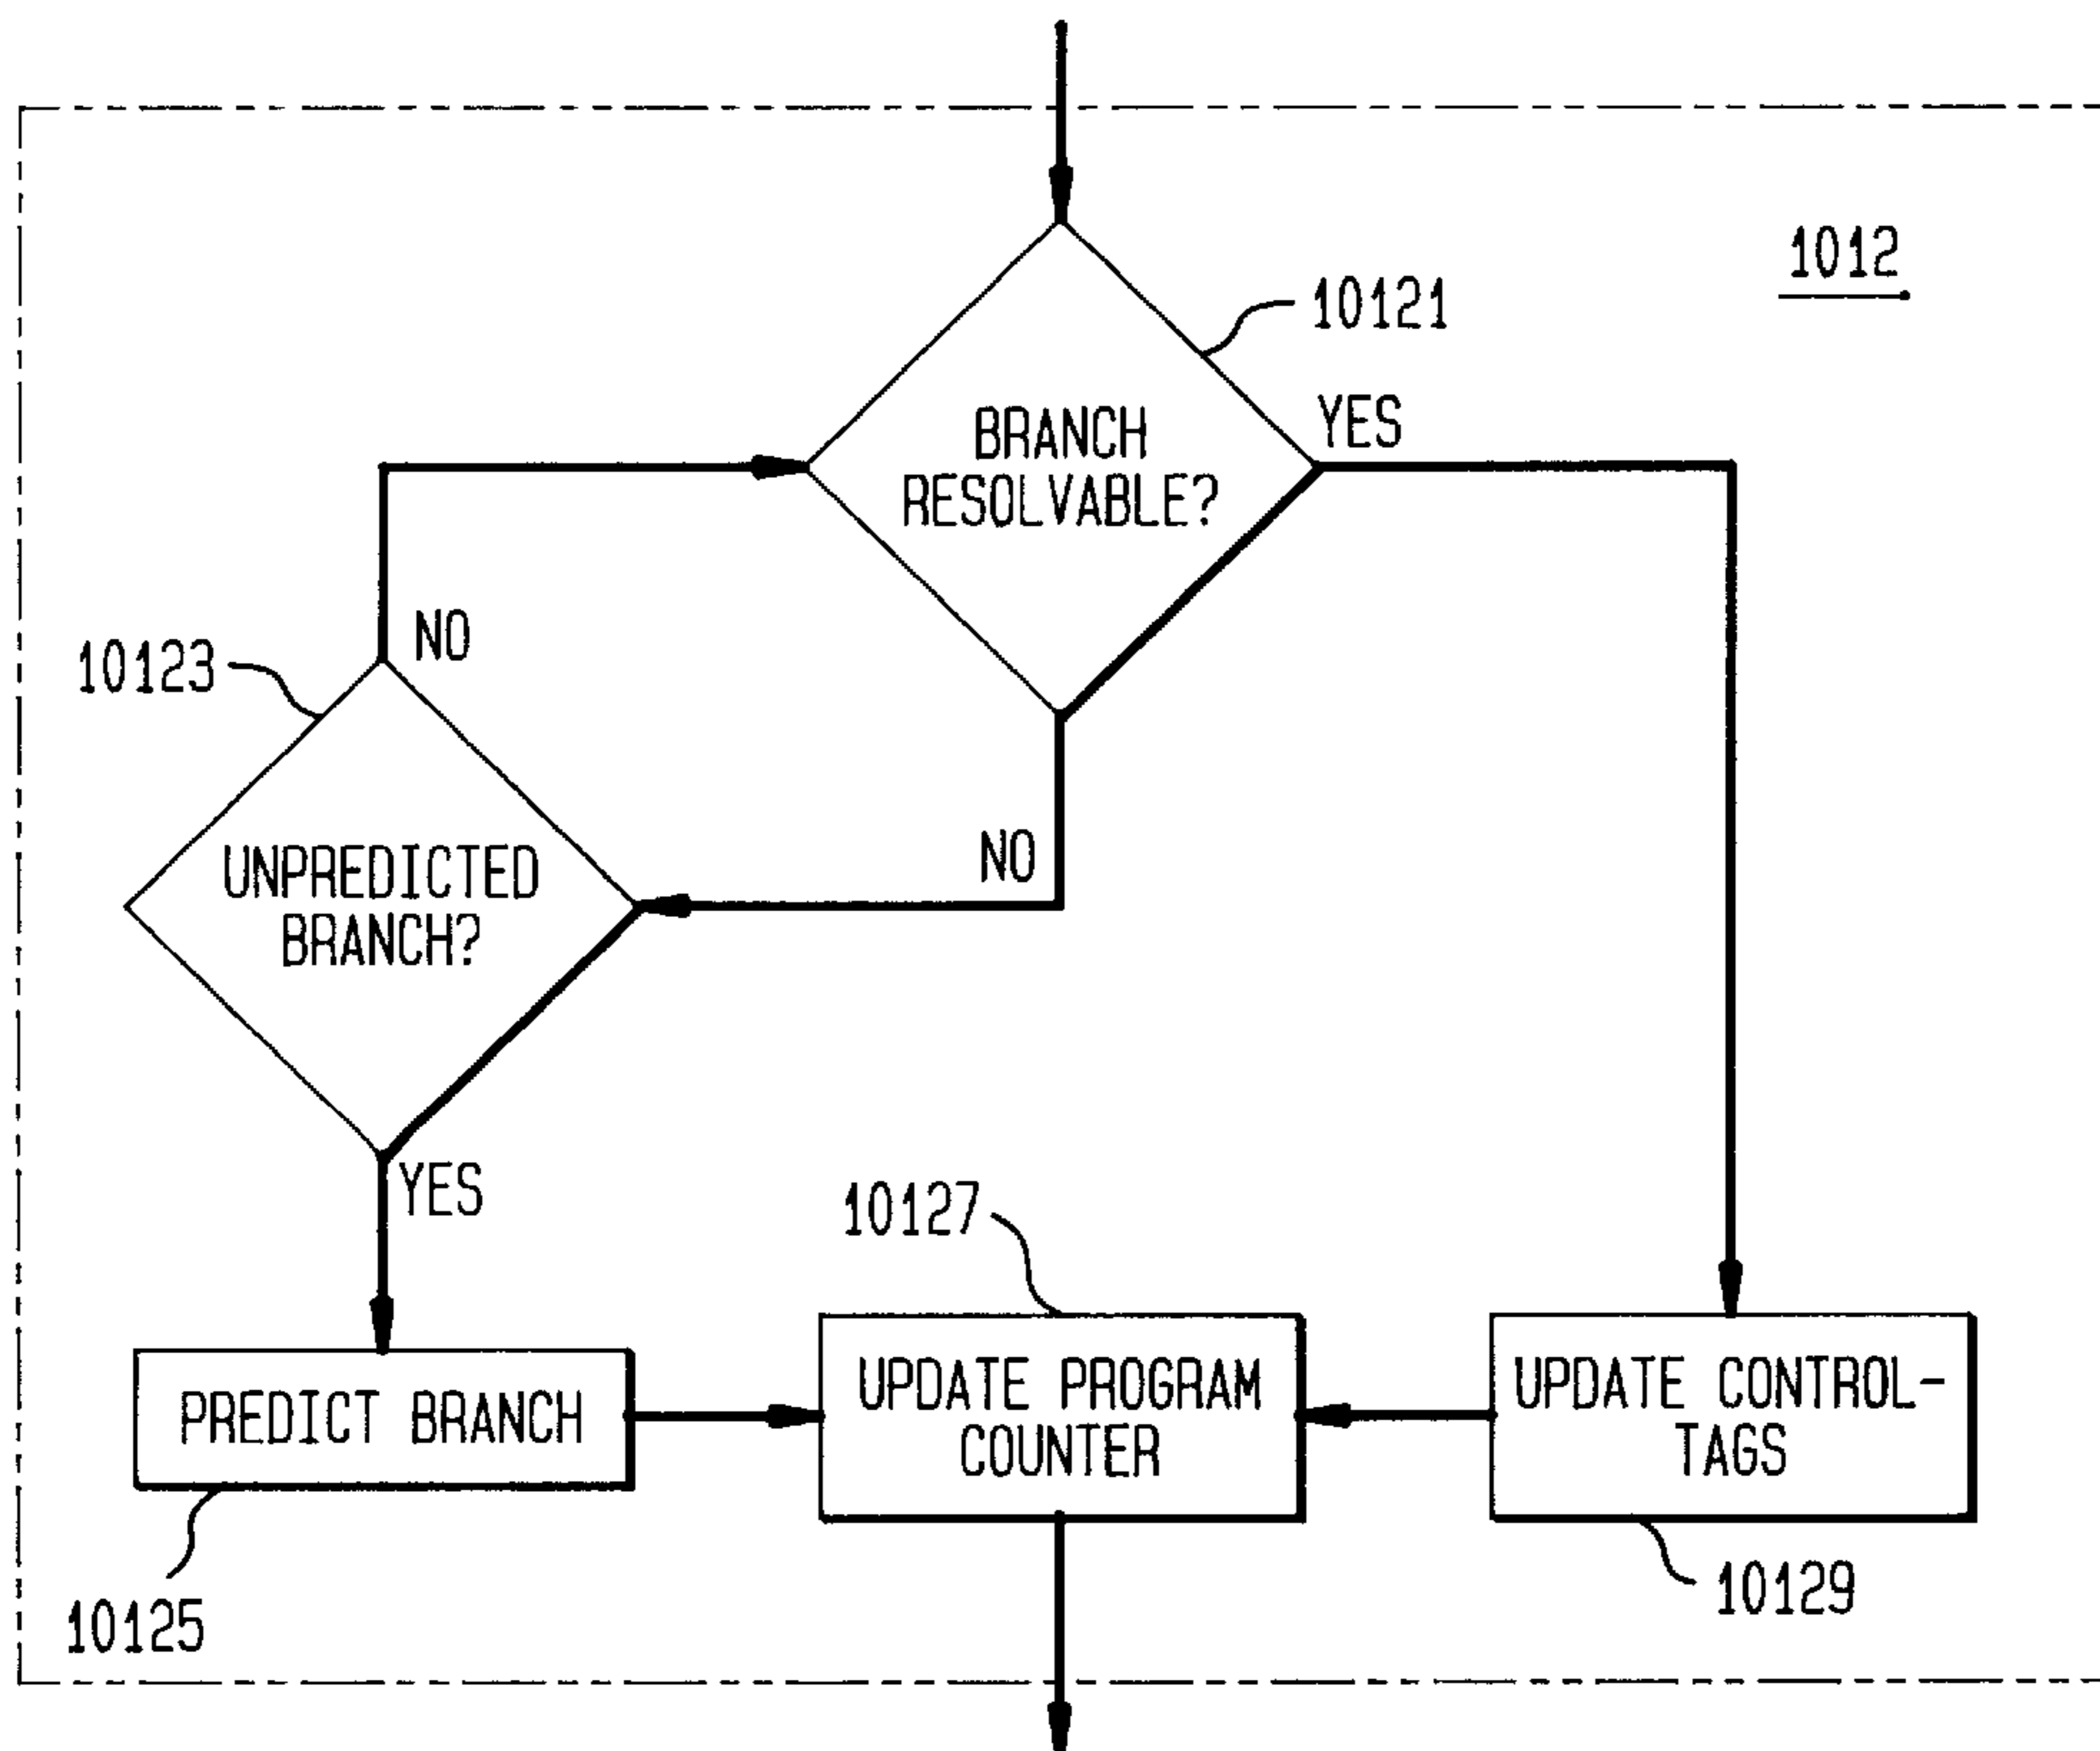 1012
10121
BRANCH
RESOLVABLE?
YES
NO
10123
UNPREDICTED
BRANCH?
NO
YES
10127
PREDICT BRANCH
UPDATE PROGRAM
COUNTER
UPDATE CONTROL-
TAGS
10125
10129